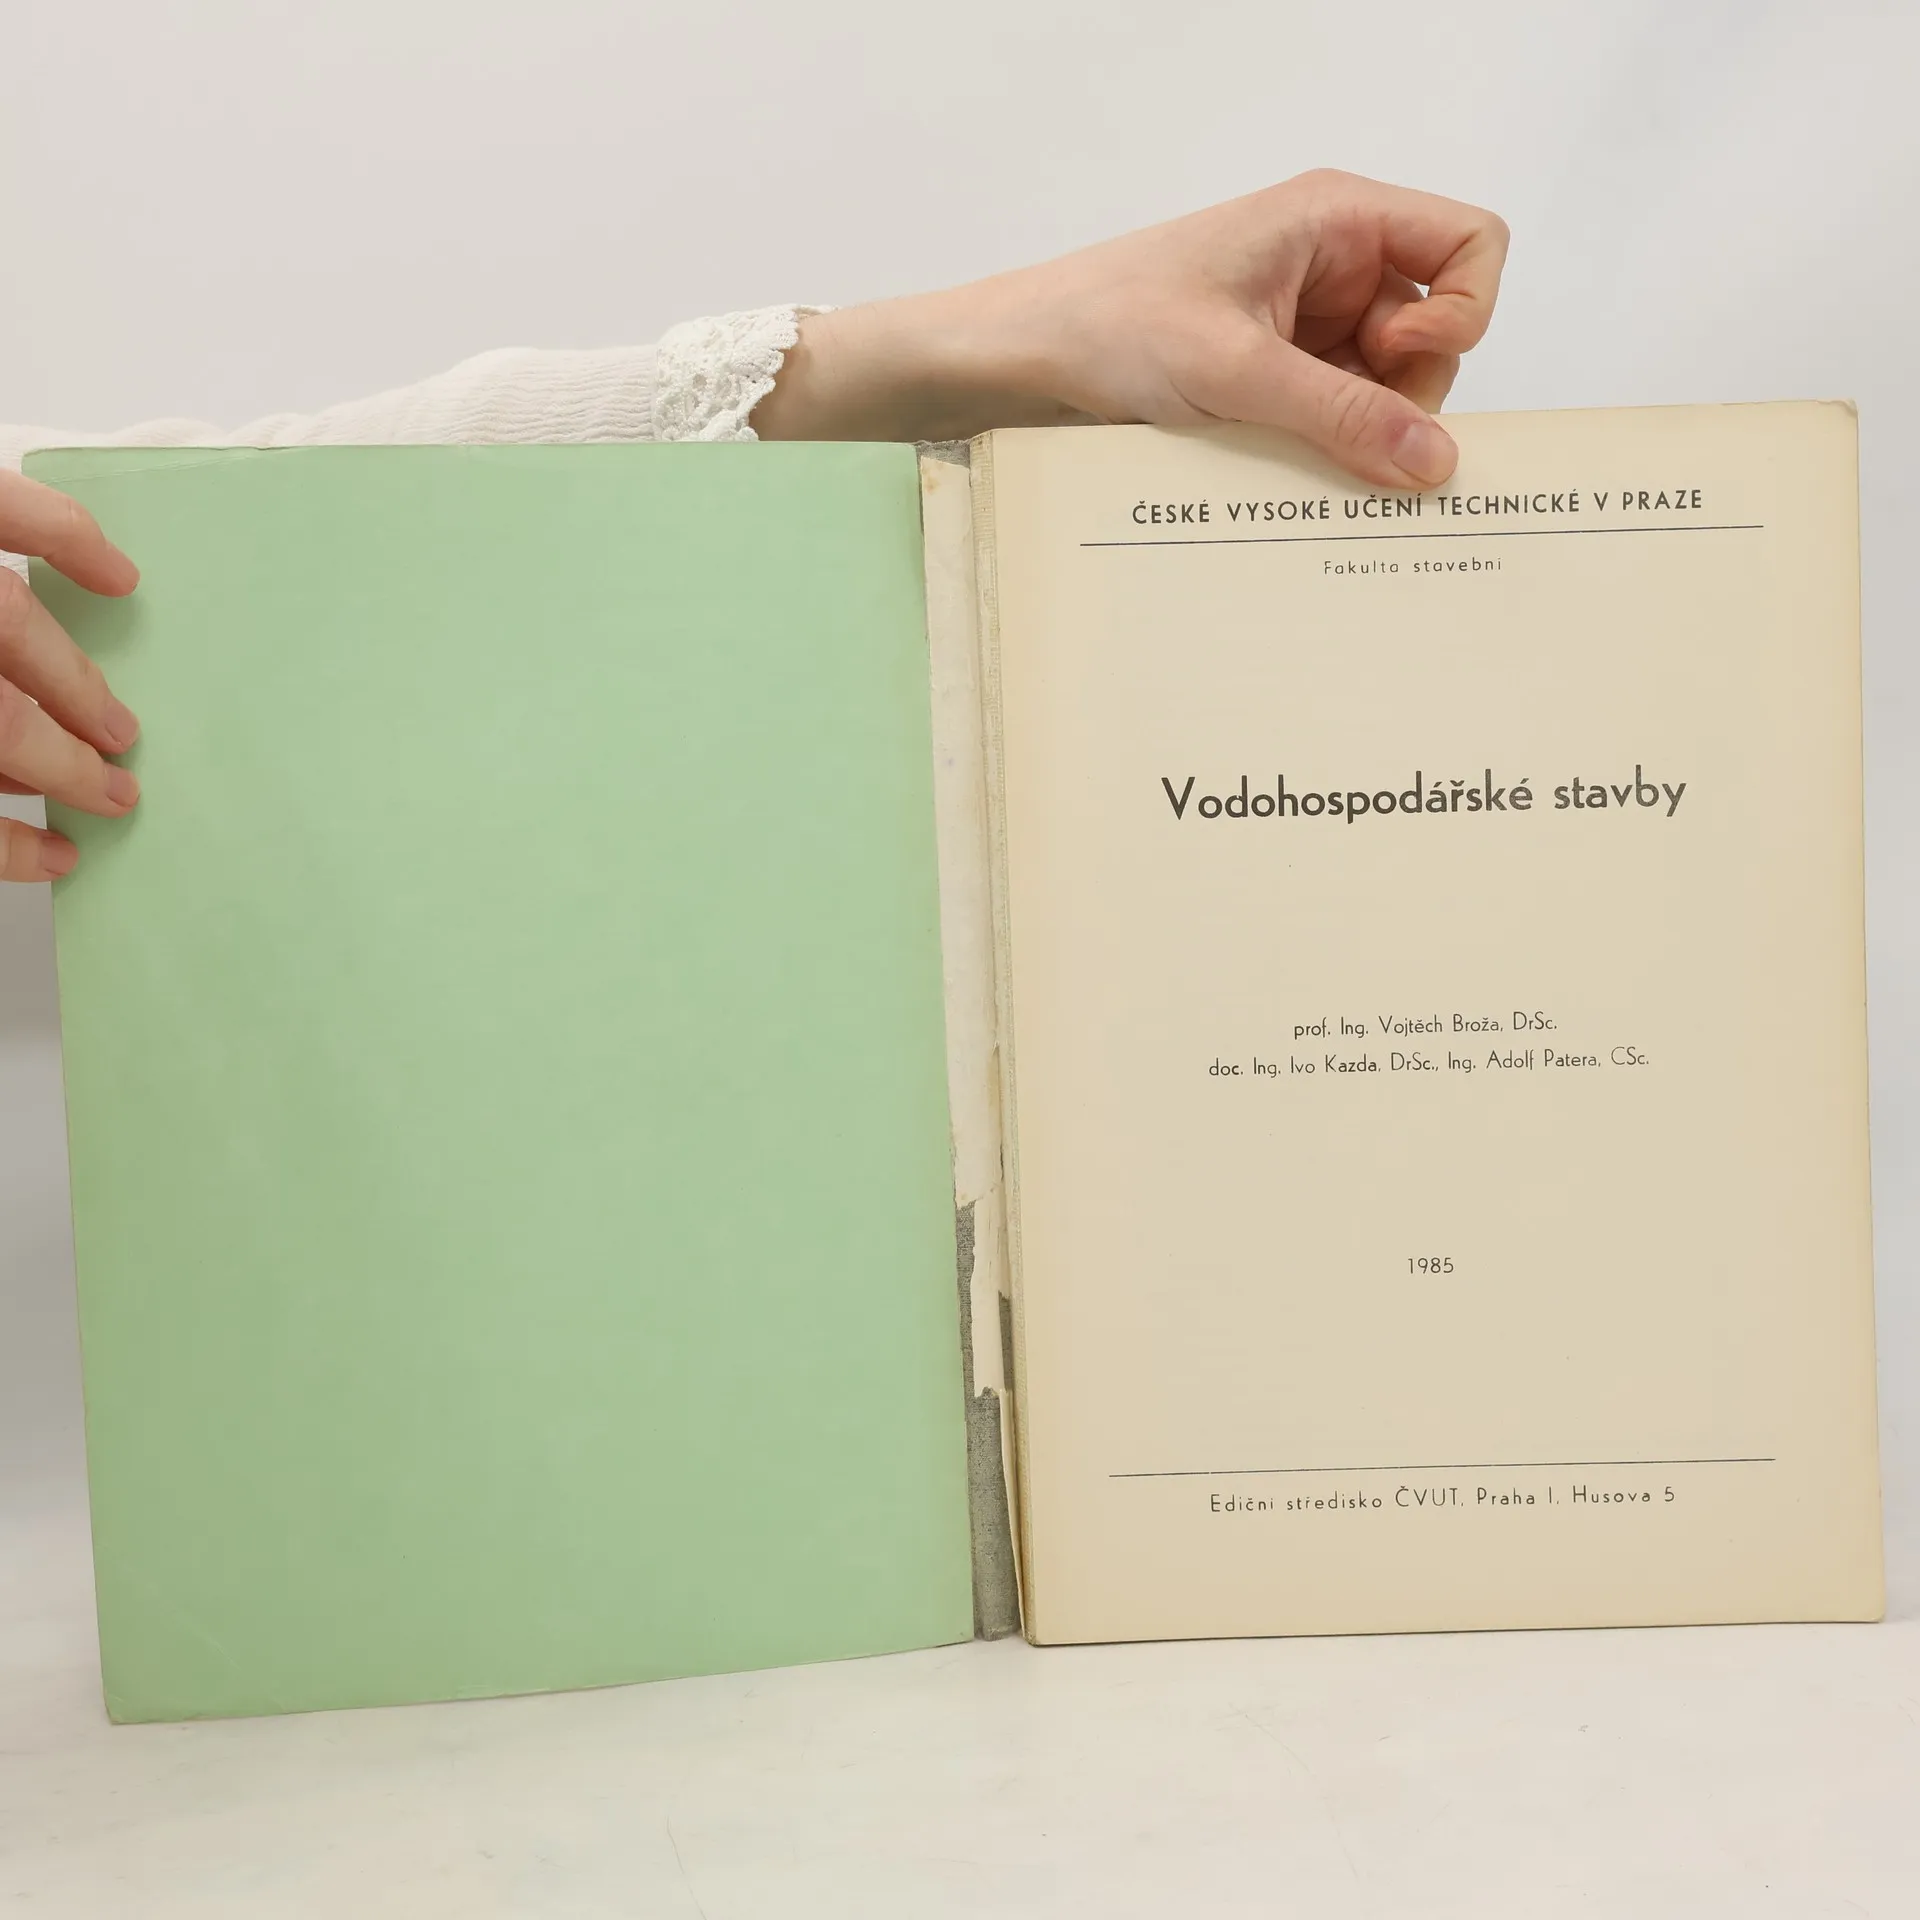 ČESKÉ VYSOKÉ UČENÍ TECHNICKÉ V PRAZE
Fakulta stavební
Vodohospodářské stavby
prof. Ing. Vojtěch Broža, DrSc.
doc. Ing. Ivo Kazda, DrSc., Ing. Adolf Patera, CSc.
1985
Ediční středisko ČVUT, Praha 1, Husova 5